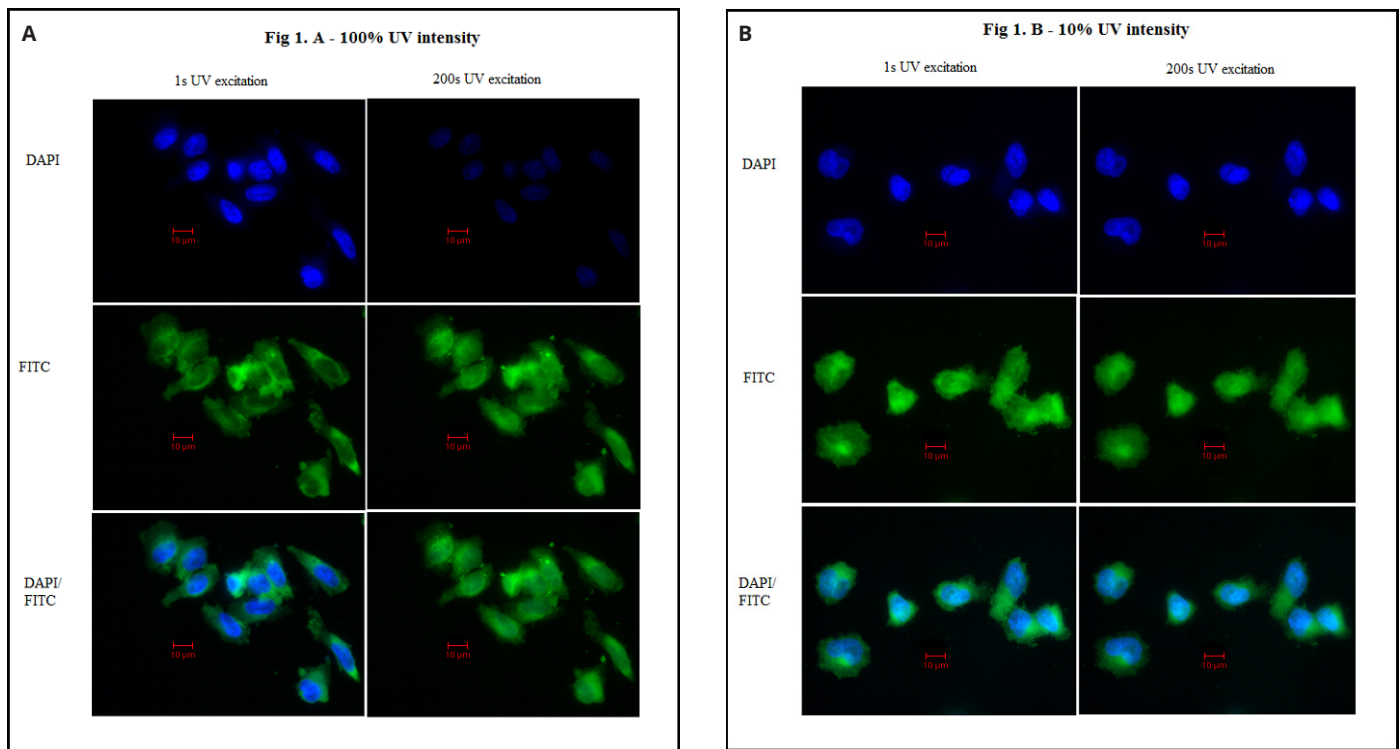 A
Fig 1. A - 100% UV intensity
1s UV excitation
200s UV excitation
DAPI
10 μm
10 μm
FITC
10 μm
10 μm
DAPI/
FITC
10 μm
10 μm
B
Fig 1. B - 10% UV intensity
1s UV excitation
200s UV excitation
DAPI
10 μm
10 μm
FITC
10 μm
10 μm
DAPI/
FITC
10 μm
10 μm